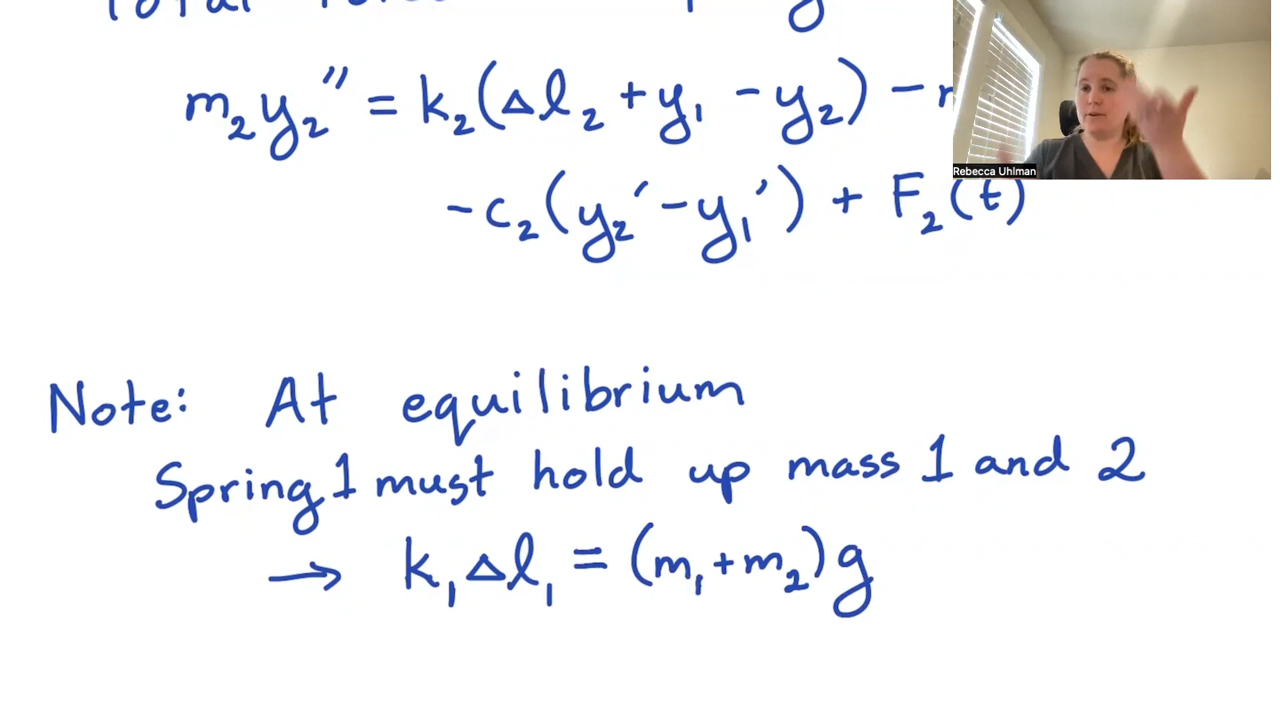 Total
m₂y₂'' = k₂(Δl₂ + y₁ - y₂) -
Rebecca Uhlman
-c₂(y₂' - y₁') + F₂(t)
Note: At equilibrium
Spring 1 must hold up mass 1 and 2
→ k₁Δl₁ = (m₁+m₂)g